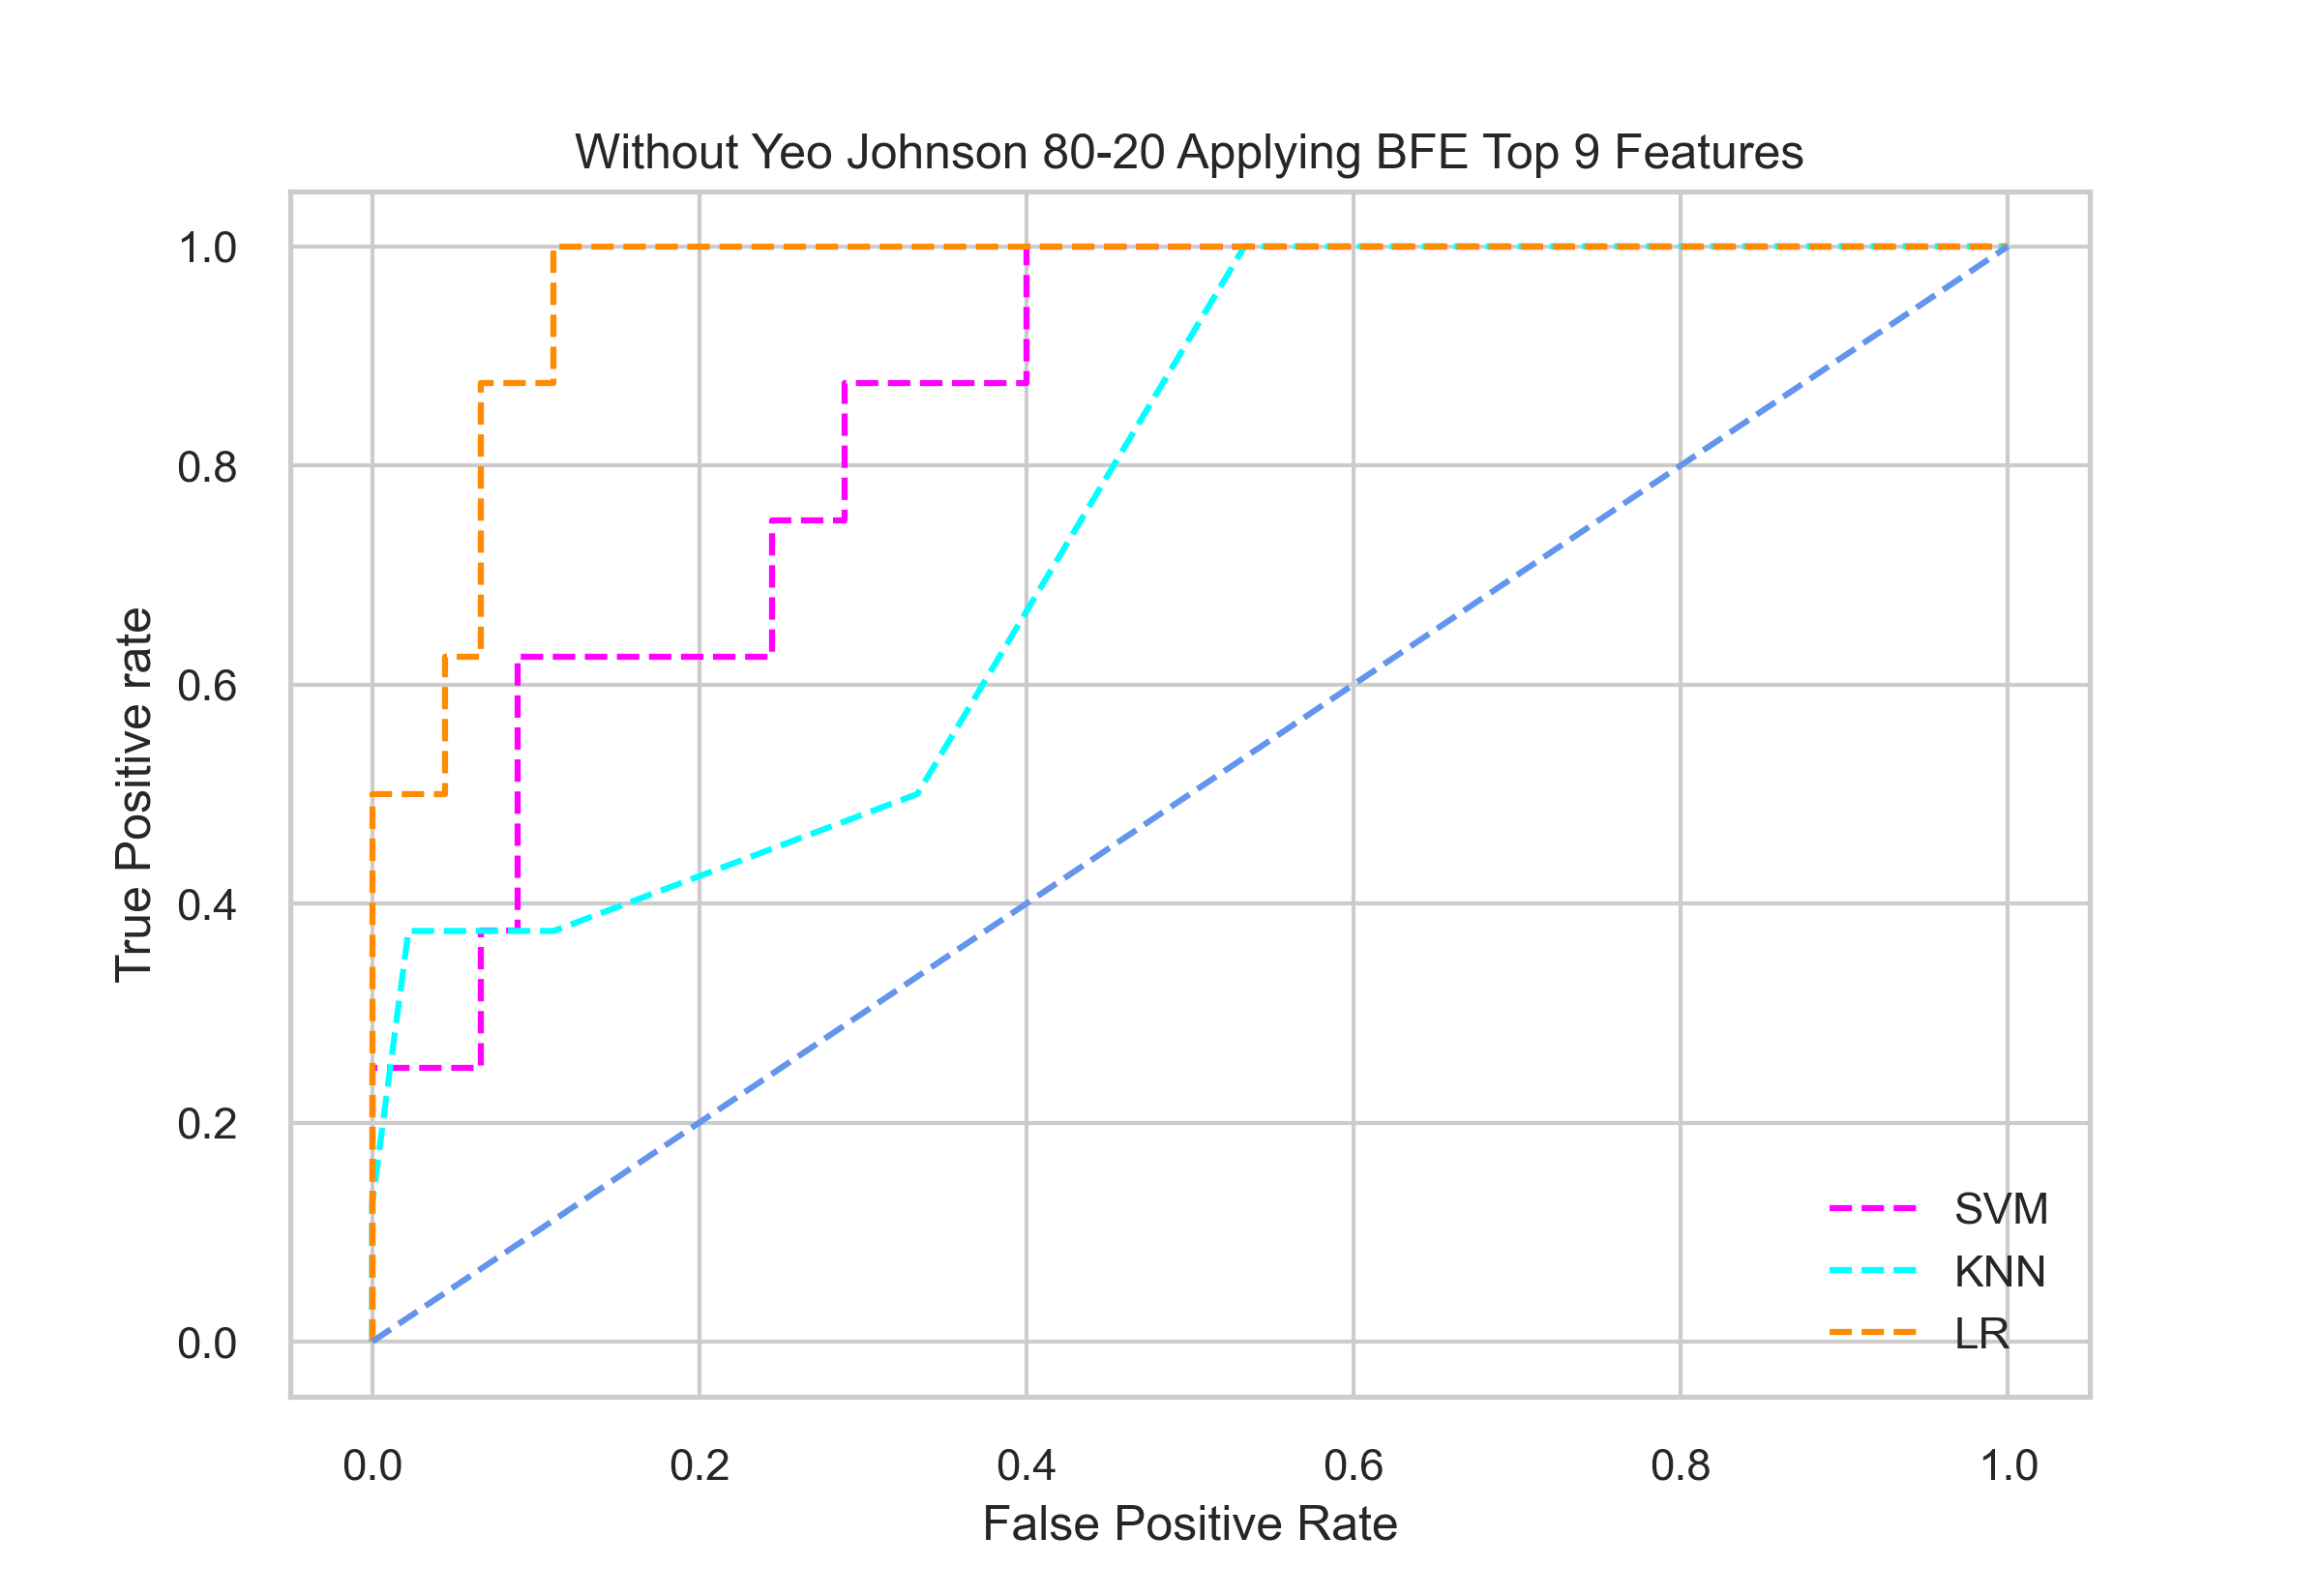 Without Yeo Johnson 80-20 Applying BFE Top 9 Features
1.0
0.8
0.6
0.4
0.2
0.0
True Positive rate
SVM
KNN
LR
0.0 0.2 0.4 0.6 0.8 1.0
False Positive Rate